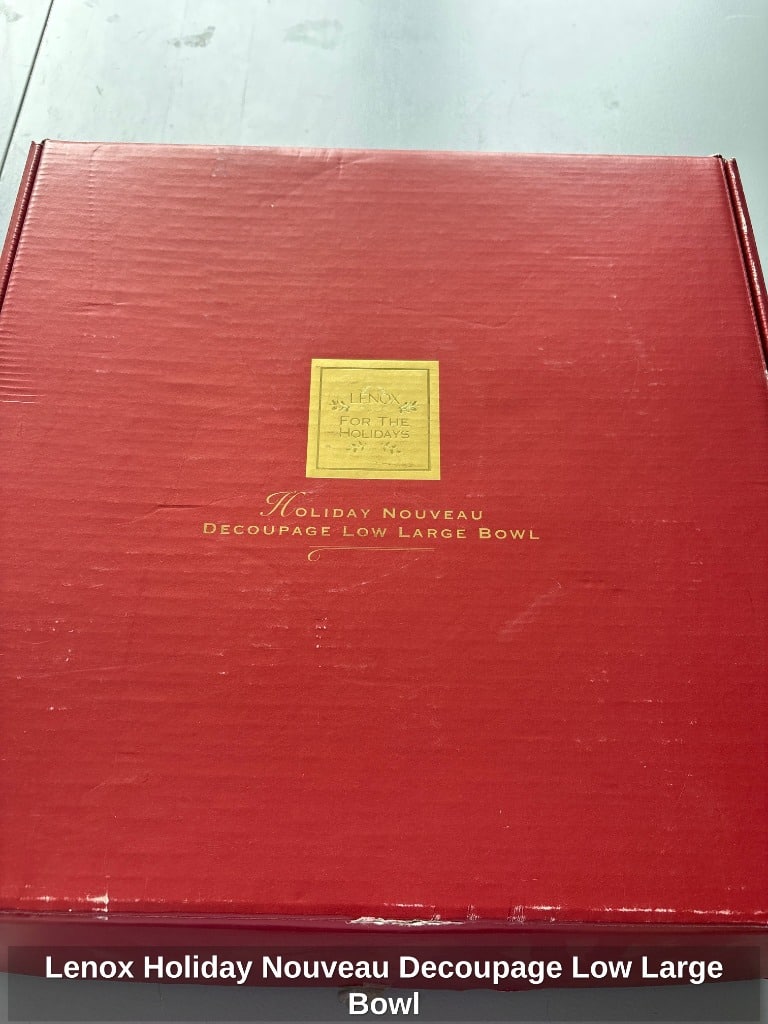 LENOX
FOR THE
HOLIDAYS
HOLIDAY NOUVEAU
DECOUPAGE LOW LARGE BOWL
Lenox Holiday Nouveau Decoupage Low Large
Bowl